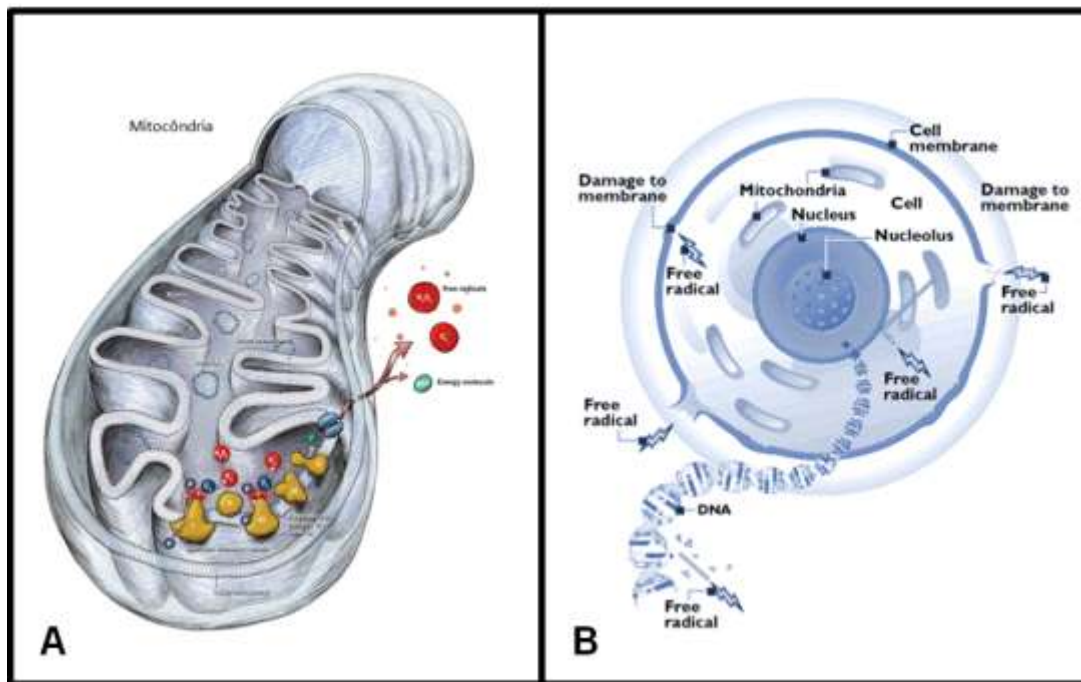 Mitocôndria
Free radicals
Energy molecule
A
Cell
membrane
Damage to
membrane
Mitochondria
Cell
Damage to
membrane
Nucleus
Nucleolus
Free
radical
Free
radical
Free
radical
Free
radical
DNA
Free
radical
B